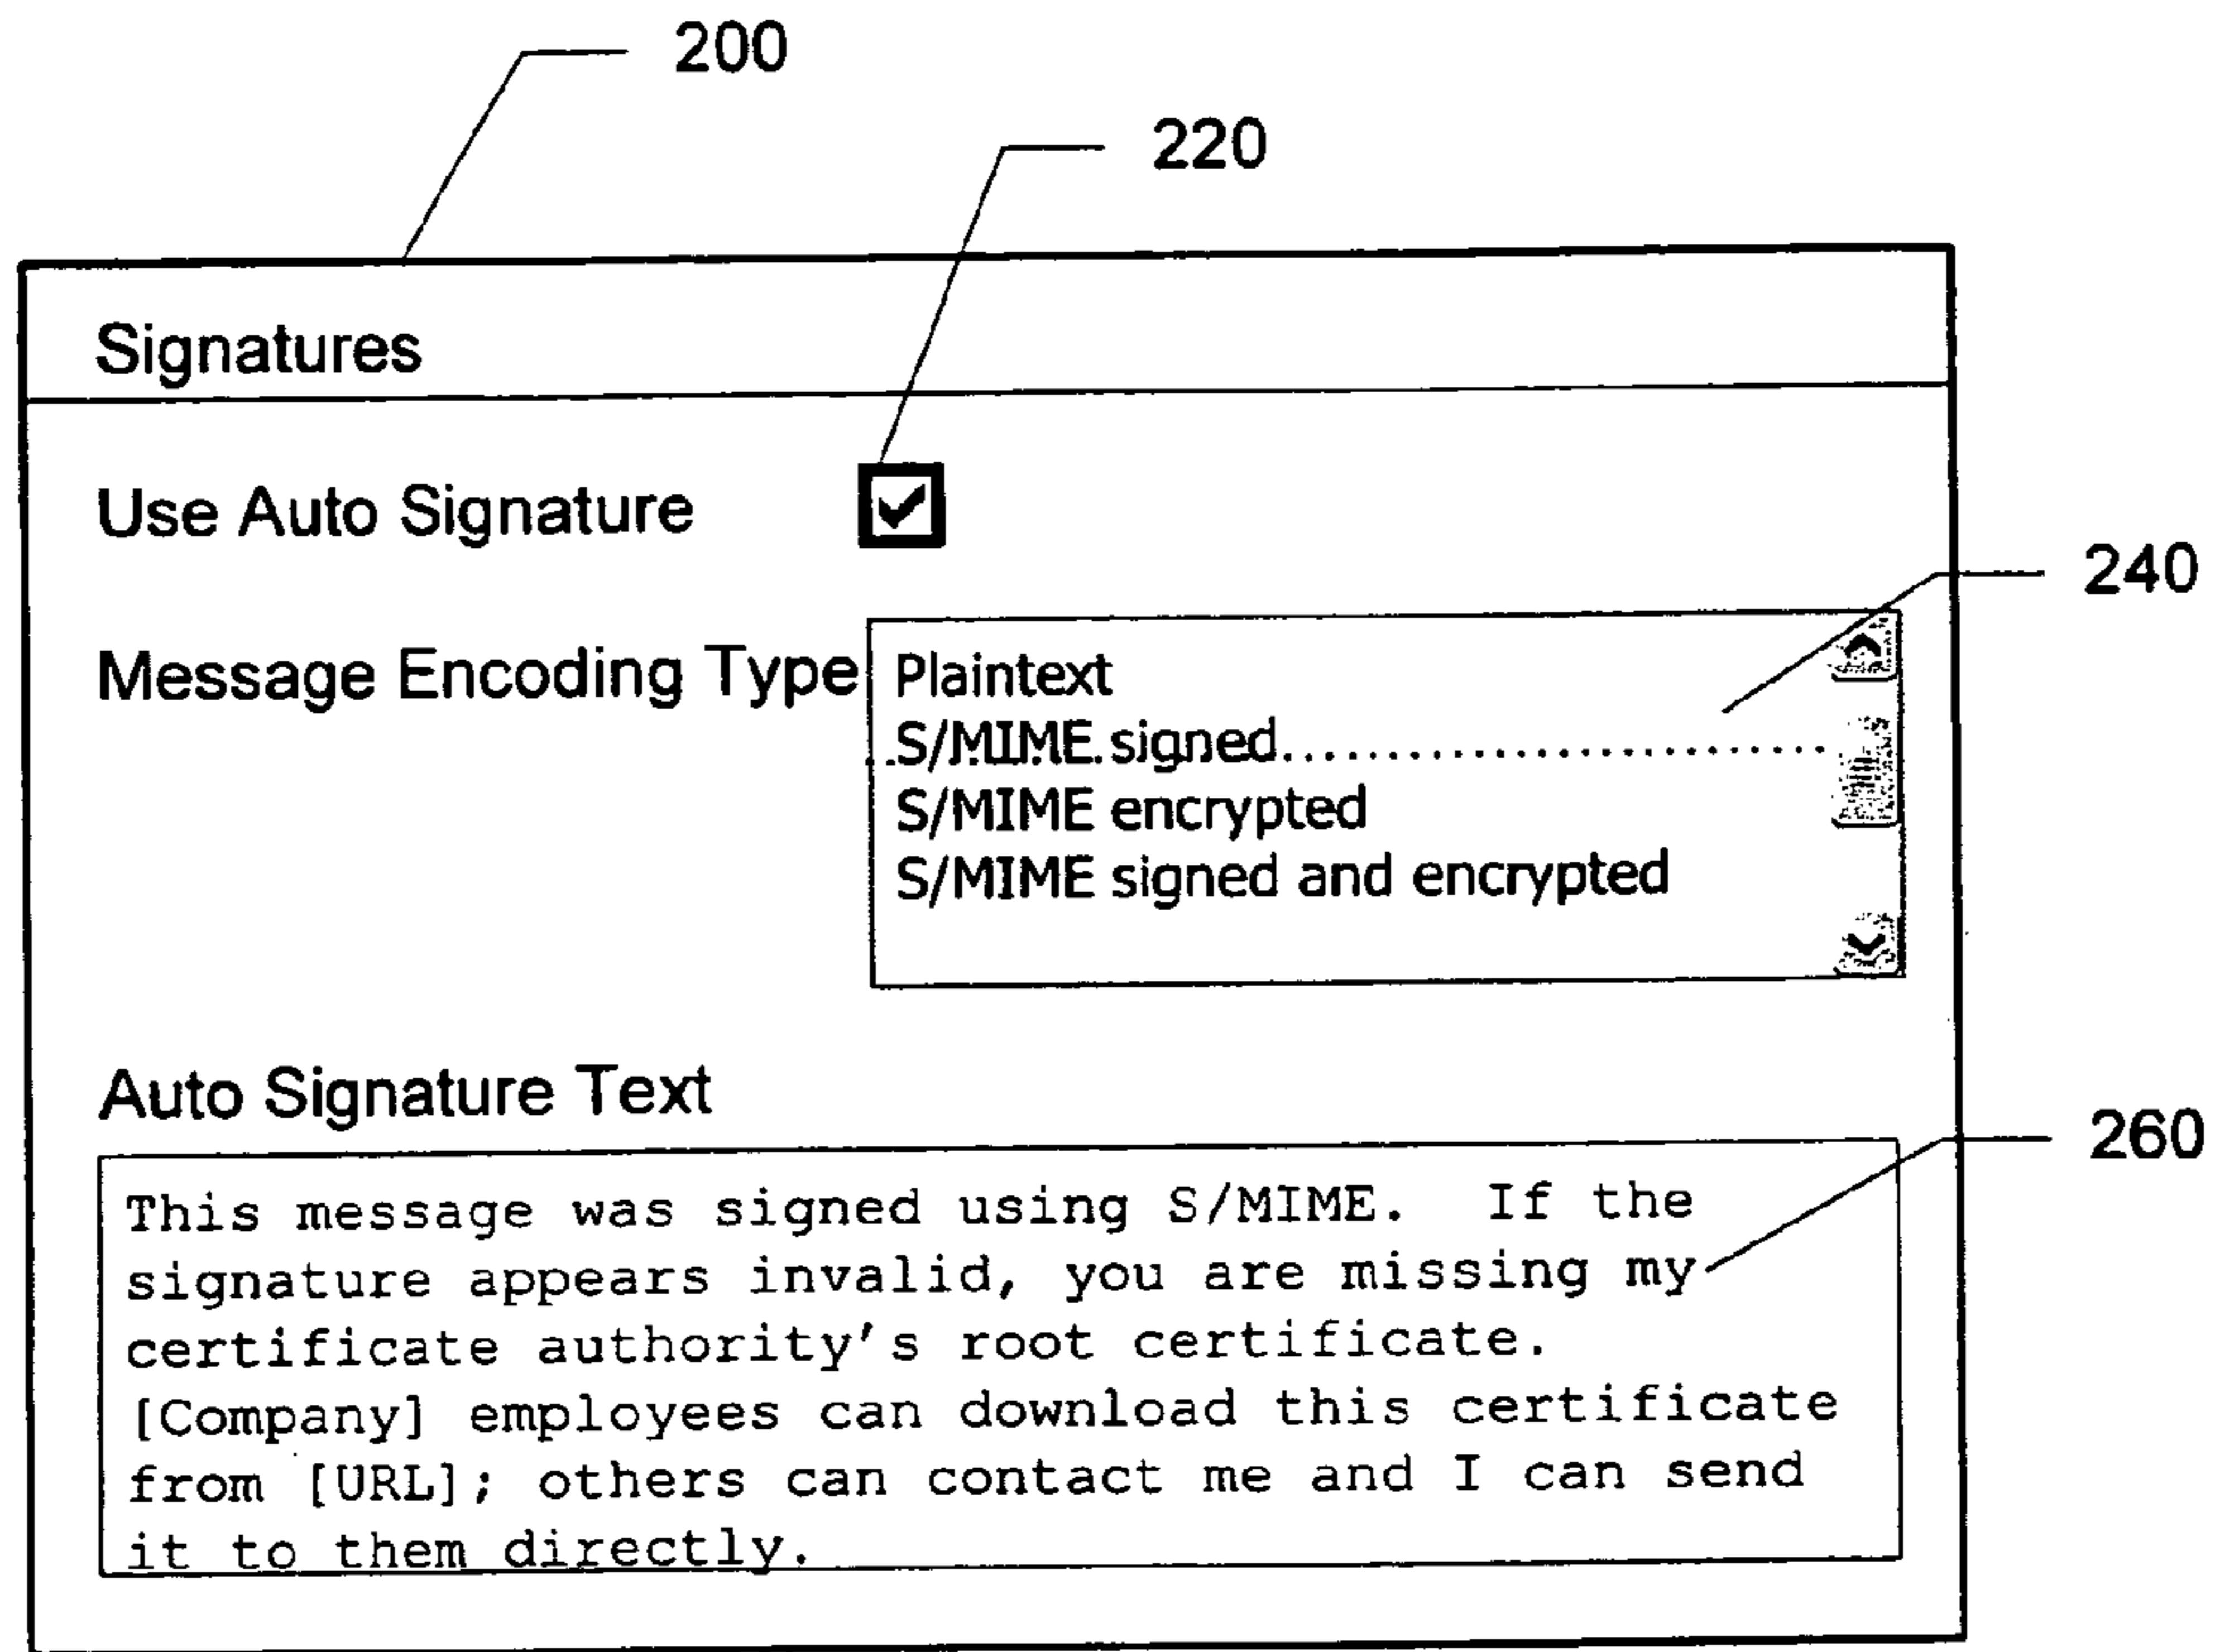 200
220
Signatures
Use Auto Signature
240
Message Encoding Type
Plaintext
S/MIME signed
S/MIME encrypted
S/MIME signed and encrypted
Auto Signature Text
260
This message was signed using S/MIME. If the
signature appears invalid, you are missing my
certificate authority's root certificate.
[Company] employees can download this certificate
from [URL]; others can contact me and I can send
it to them directly.